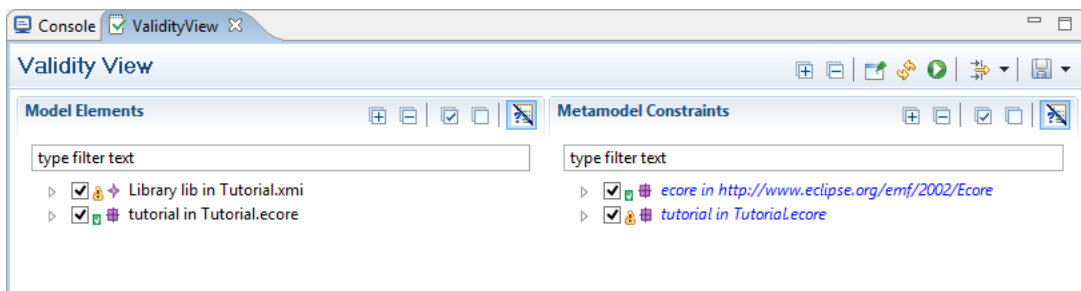 Console ValidityView
Validity View
Model Elements
type filter text
Library lib in Tutorial.xmi
tutorial in Tutorial.ecore
Metamodel Constraints
type filter text
ecore in http://www.eclipse.org/emf/2002/Ecore
tutorial in Tutorial.ecore